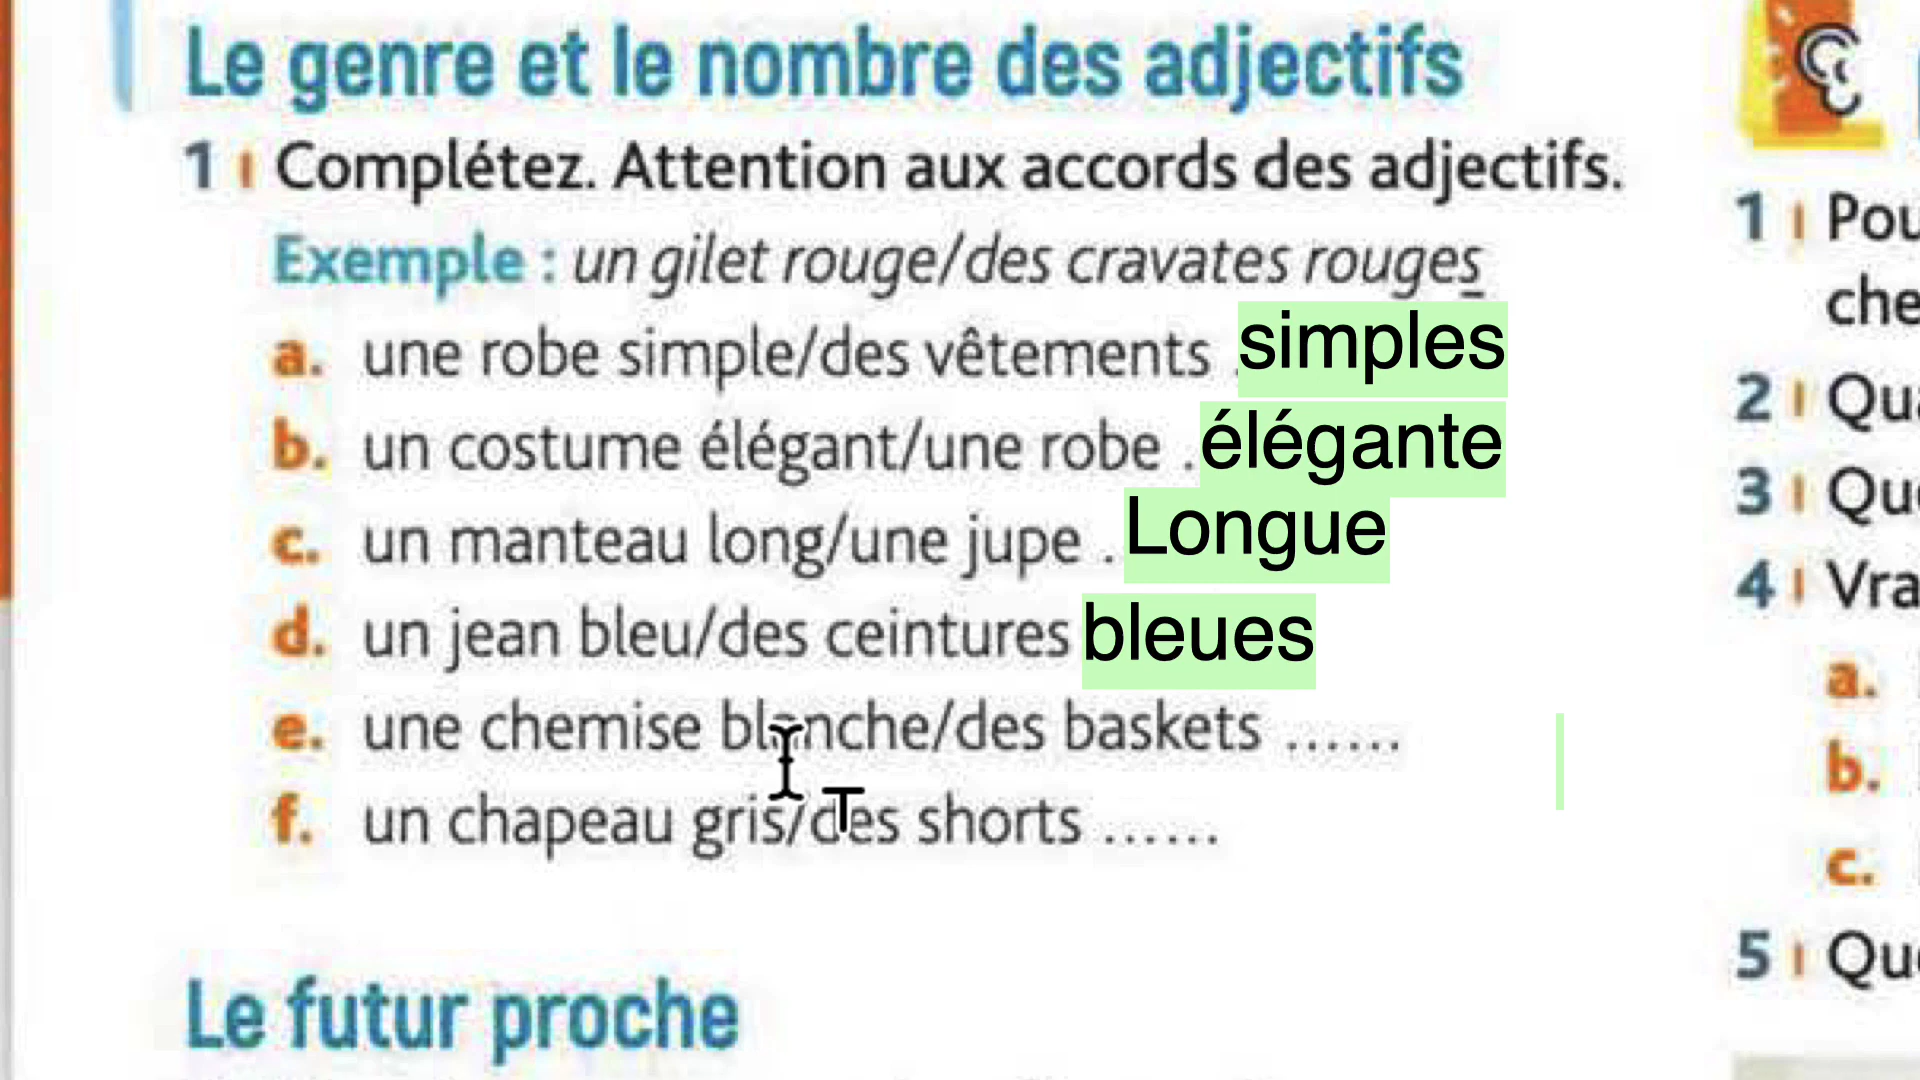 Le genre et le nombre des adjectifs
1 | Complétez. Attention aux accords des adjectifs.
Exemple : un gilet rouge/des cravates rouges
a. une robe simple/des vêtements . simples
b. un costume élégant/une robe . élégante
c. un manteau long/une jupe . Longue
d. un jean bleu/des ceintures bleues
e. une chemise blanche/des baskets ......
f. un chapeau gris/des shorts ......
Le futur proche
1 | Pou
che
2 | Qua
3 | Que
4 | Vra
a.
b.
c.
5 | Que